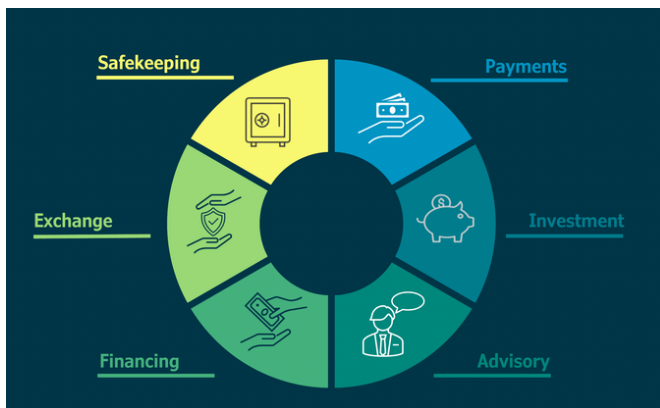 Safekeeping
Payments
Exchange
Investment
Financing
Advisory